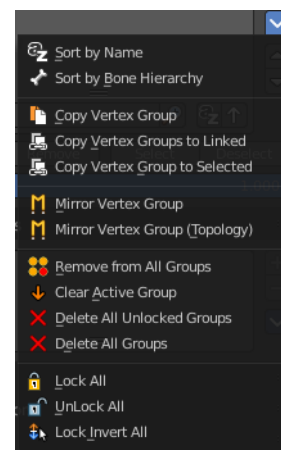 Sort by Name
Sort by Bone Hierarchy
Copy Vertex Group
Copy Vertex Groups to Linked
Copy Vertex Group to Selected
Mirror Vertex Group
Mirror Vertex Group (Topology)
Remove from All Groups
Clear Active Group
Delete All Unlocked Groups
Delete All Groups
Lock All
UnLock All
Lock Invert All